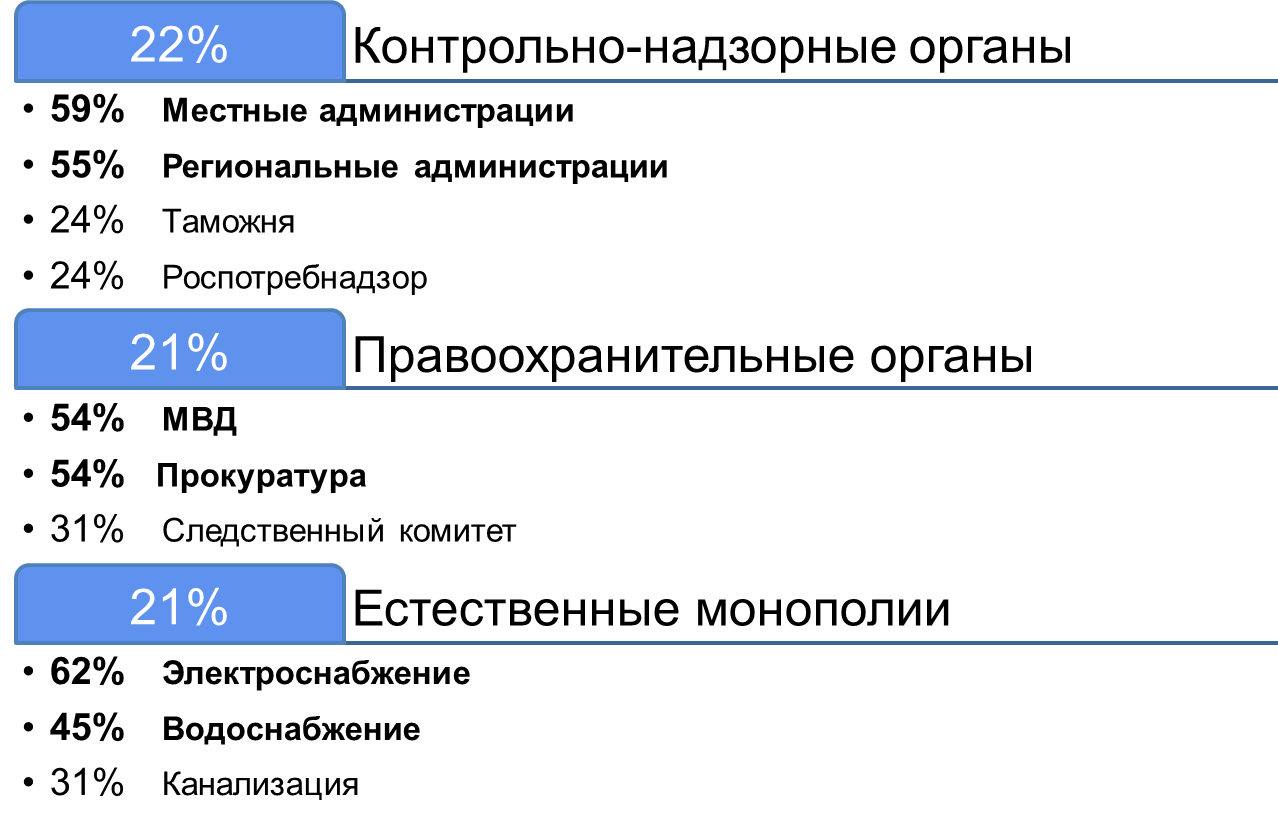 22% Контрольно-надзорные органы
• 59% Местные администрации
• 55% Региональные администрации
• 24% Таможня
• 24% Роспотребнадзор
21% Правоохранительные органы
• 54% МВД
• 54% Прокуратура
• 31% Следственный комитет
21% Естественные монополии
• 62% Электроснабжение
• 45% Водоснабжение
• 31% Канализация